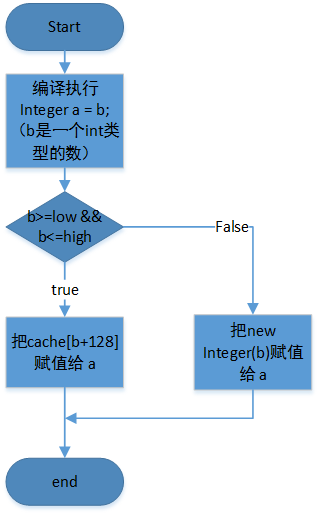 Start
编译执行
Integer a = b;
（b是一个int类
型的数）
b>=low &&
b<=high
False
true
把cache[b+128]
赋值给 a
把new
Integer(b)赋值
给 a
end